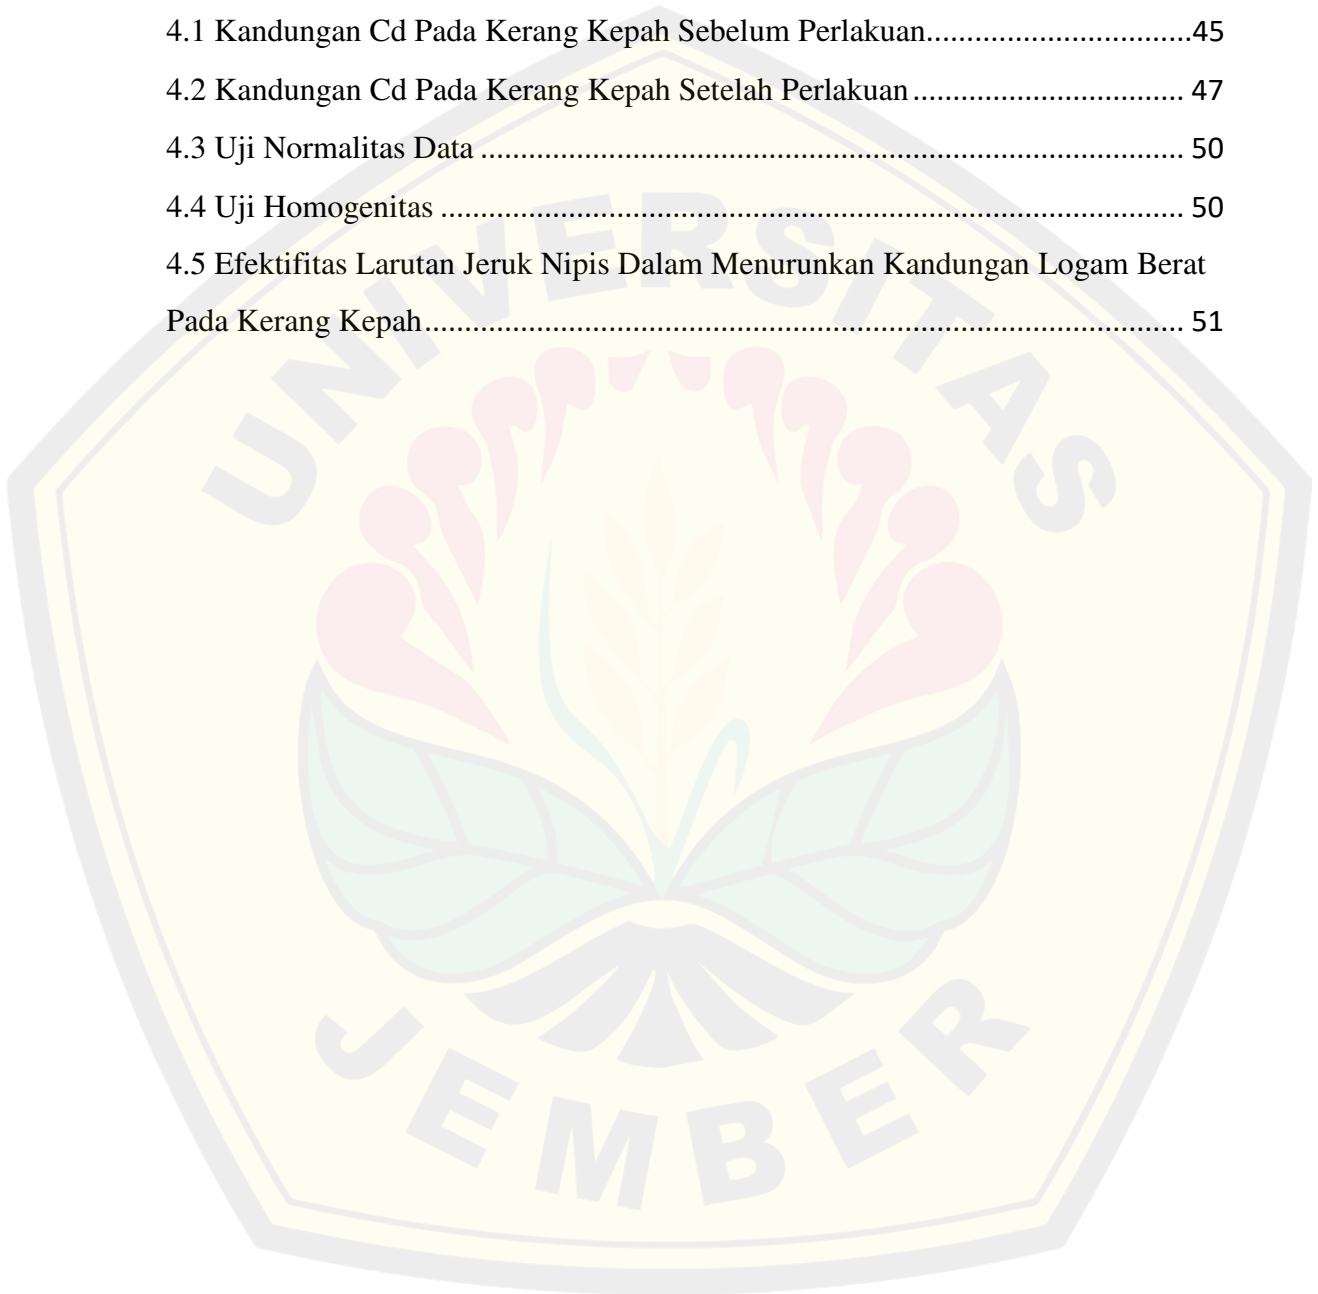 4.1 Kandungan Cd Pada Kerang Kepah Sebelum Perlakuan...............................45
4.2 Kandungan Cd Pada Kerang Kepah Setelah Perlakuan.................................... 47
4.3 Uji Normalitas Data ............................................................................................. 50
4.4 Uji Homogenitas .................................................................................................. 50
4.5 Efektifitas Larutan Jeruk Nipis Dalam Menurunkan Kandungan Logam Berat
Pada Kerang Kepah.................................................................................................... 51
UNIVERSITAS
JEMBER